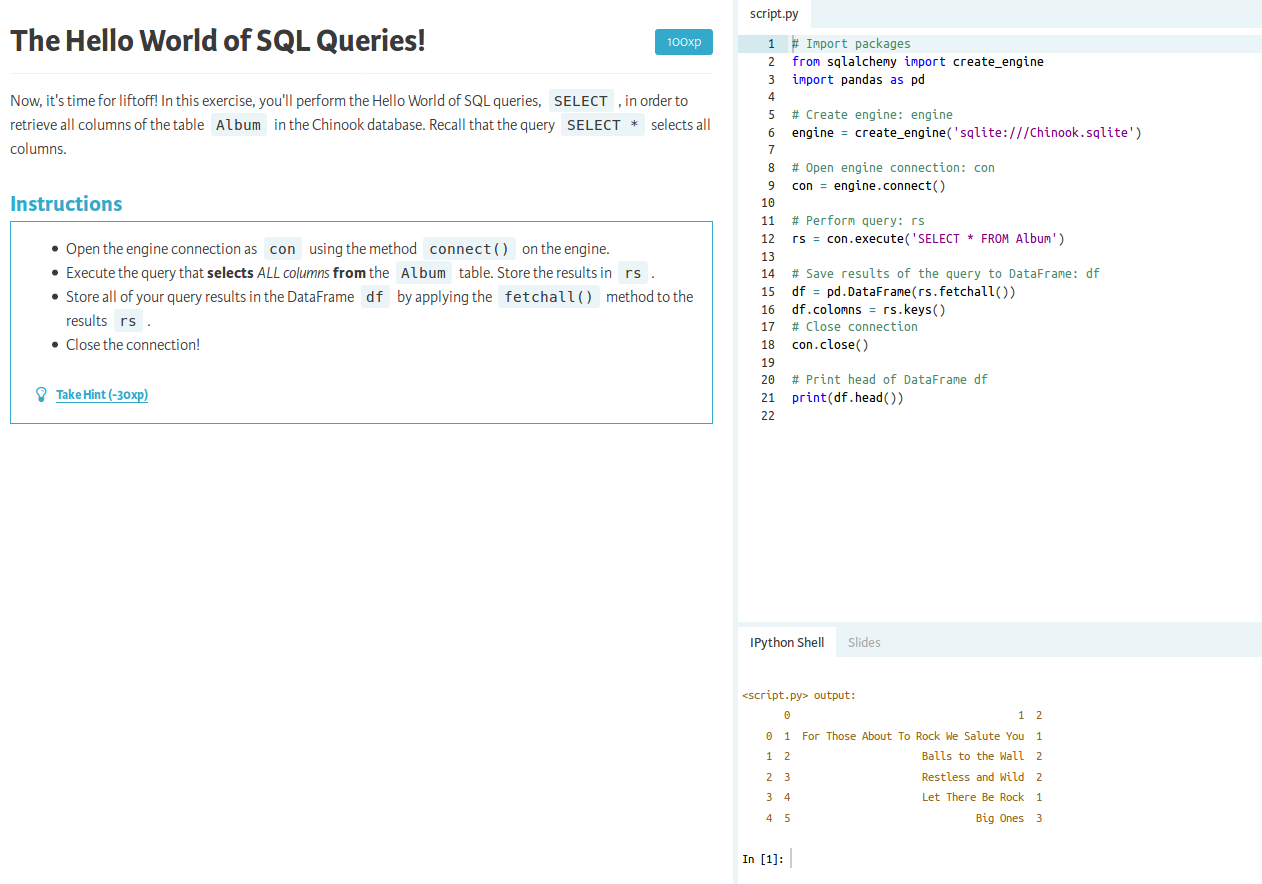 The Hello World of SQL Queries!
100xp
Now, it's time for liftoff! In this exercise, you'll perform the Hello World of SQL queries, SELECT , in order to
retrieve all columns of the table Album in the Chinook database. Recall that the query SELECT * selects all
columns.
Instructions
• Open the engine connection as con using the method connect() on the engine.
• Execute the query that selects ALL columns from the Album table. Store the results in rs .
• Store all of your query results in the DataFrame df by applying the fetchall() method to the
results rs .
• Close the connection!
Take Hint (-30xp)
script.py
1 # Import packages
2 from sqlalchemy import create_engine
3 import pandas as pd
4
5 # Create engine: engine
6 engine = create_engine('sqlite:///Chinook.sqlite')
7
8 # Open engine connection: con
9 con = engine.connect()
10
11 # Perform query: rs
12 rs = con.execute('SELECT * FROM Album')
13
14 # Save results of the query to DataFrame: df
15 df = pd.DataFrame(rs.fetchall())
16 df.colomns = rs.keys()
17 # Close connection
18 con.close()
19
20 # Print head of DataFrame df
21 print(df.head())
22
IPython Shell Slides
<script.py> output:
0 1 2
0 1 For Those About To Rock We Salute You 1
1 2 Balls to the Wall 2
2 3 Restless and Wild 2
3 4 Let There Be Rock 1
4 5 Big Ones 3
In [1]: